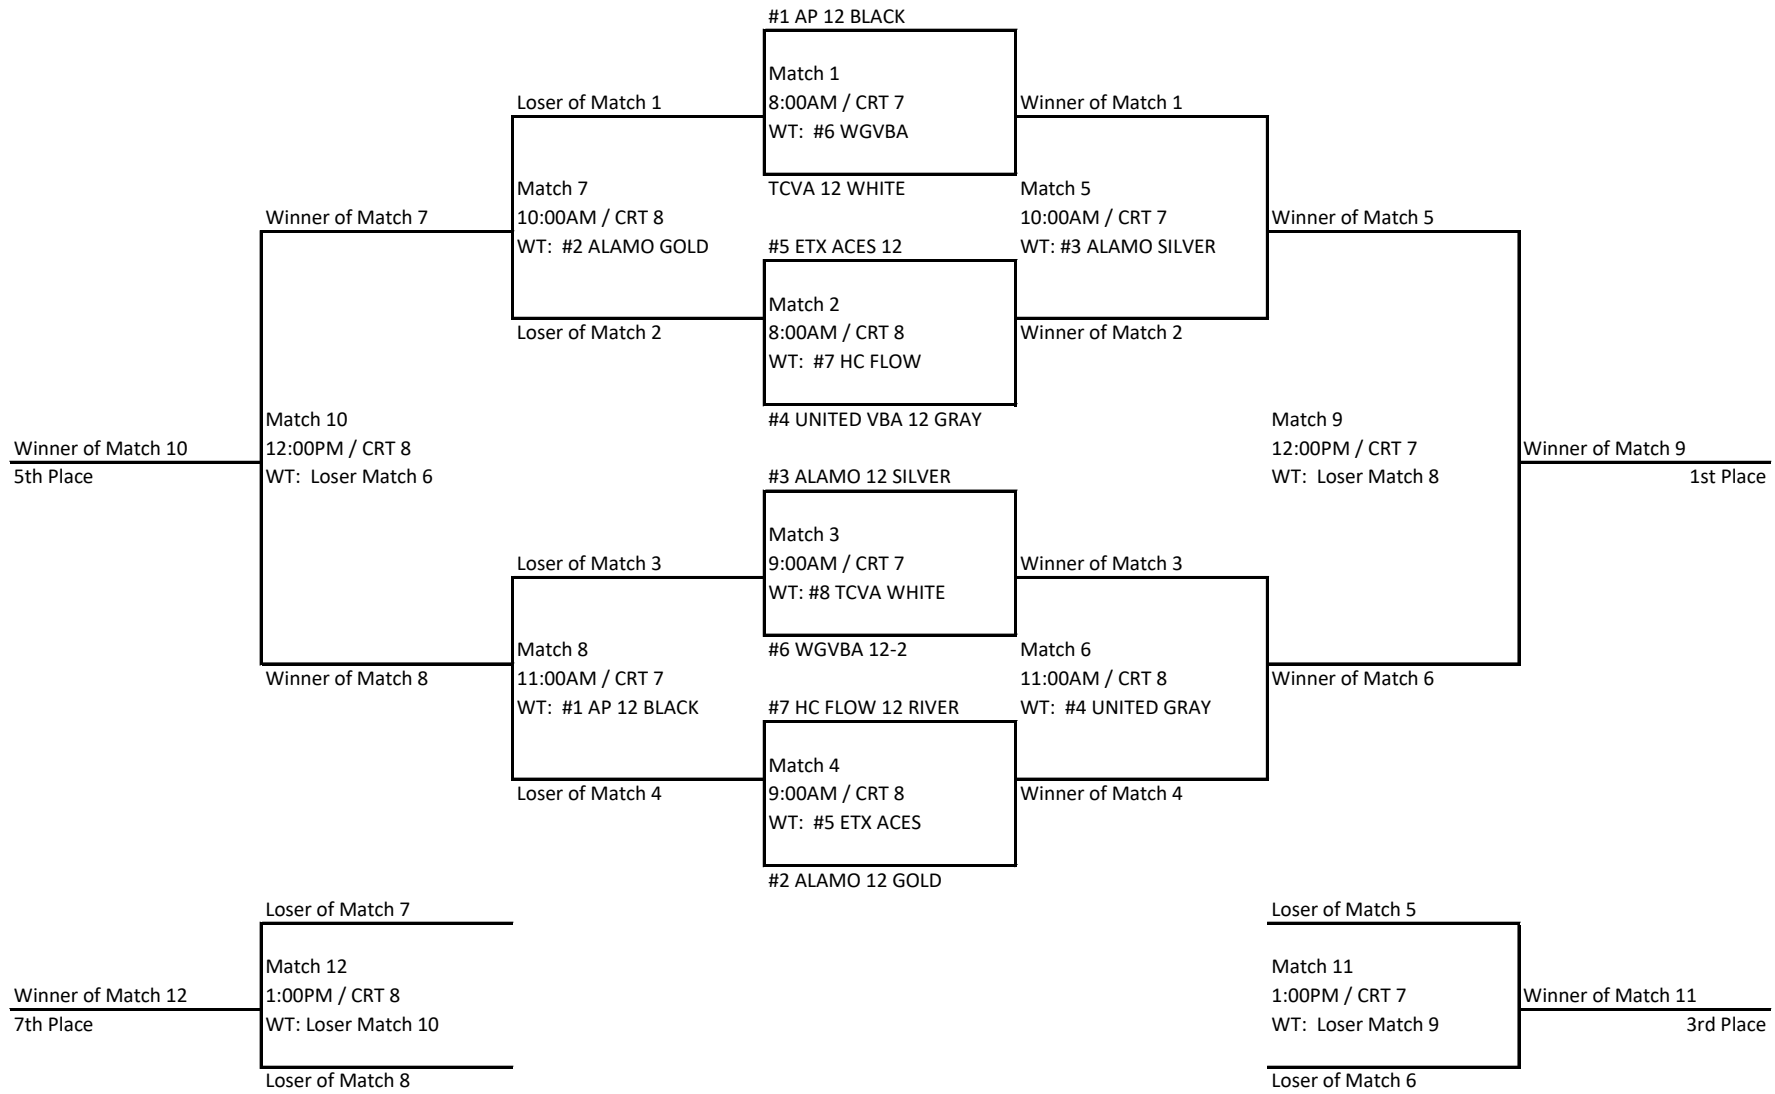 #1 AP 12 BLACK
Match 1
Loser of Match 1
8:00AM / CRT 7
Winner of Match 1
WT:  #6 WGVBA
Match 7
TCVA 12 WHITE
Match 5
Winner of Match 7
10:00AM / CRT 8
10:00AM / CRT 7
Winner of Match 5
WT:  #2 ALAMO GOLD
#5 ETX ACES 12
WT: #3 ALAMO SILVER
Match 2
Loser of Match 2
8:00AM / CRT 8
Winner of Match 2
WT:  #7 HC FLOW
Match 10
#4 UNITED VBA 12 GRAY
Match 9
Winner of Match 10
12:00PM / CRT 8
12:00PM / CRT 7
Winner of Match 9
5th Place
WT:  Loser Match 6
#3 ALAMO 12 SILVER
WT:  Loser Match 8
1st Place
Match 3
Loser of Match 3
9:00AM / CRT 7
Winner of Match 3
WT: #8 TCVA WHITE
Match 8
#6 WGVBA 12-2
Match 6
Winner of Match 8
11:00AM / CRT 7
11:00AM / CRT 8
Winner of Match 6
WT:  #1 AP 12 BLACK
#7 HC FLOW 12 RIVER
WT:  #4 UNITED GRAY
Match 4
Loser of Match 4
9:00AM / CRT 8
Winner of Match 4
WT:  #5 ETX ACES
#2 ALAMO 12 GOLD
Loser of Match 7
Loser of Match 5
Match 12
Match 11
Winner of Match 12
1:00PM / CRT 8
1:00PM / CRT 7
Winner of Match 11
7th Place
WT: Loser Match 10
WT:  Loser Match 9
3rd Place
Loser of Match 8
Loser of Match 6